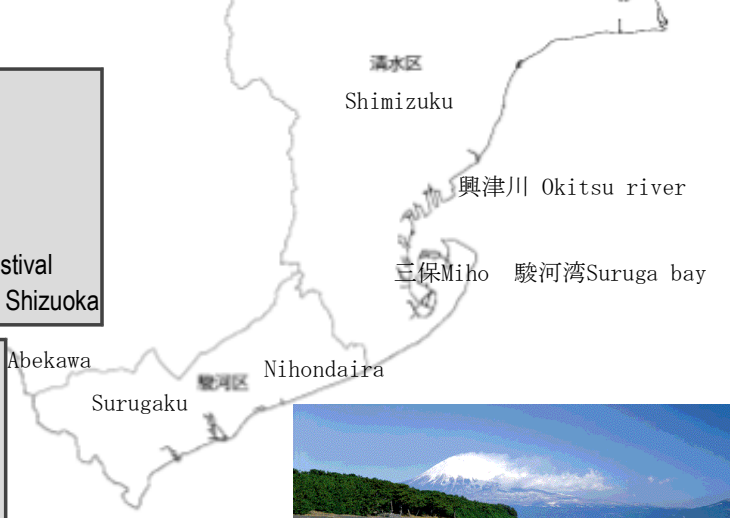 清水区
Shimizuku
興津川 Okitsu river
三保Miho 駿河湾Suruga bay
stival
Shizuoka
Abekawa
駿河区
Nihondaira
Surugaku